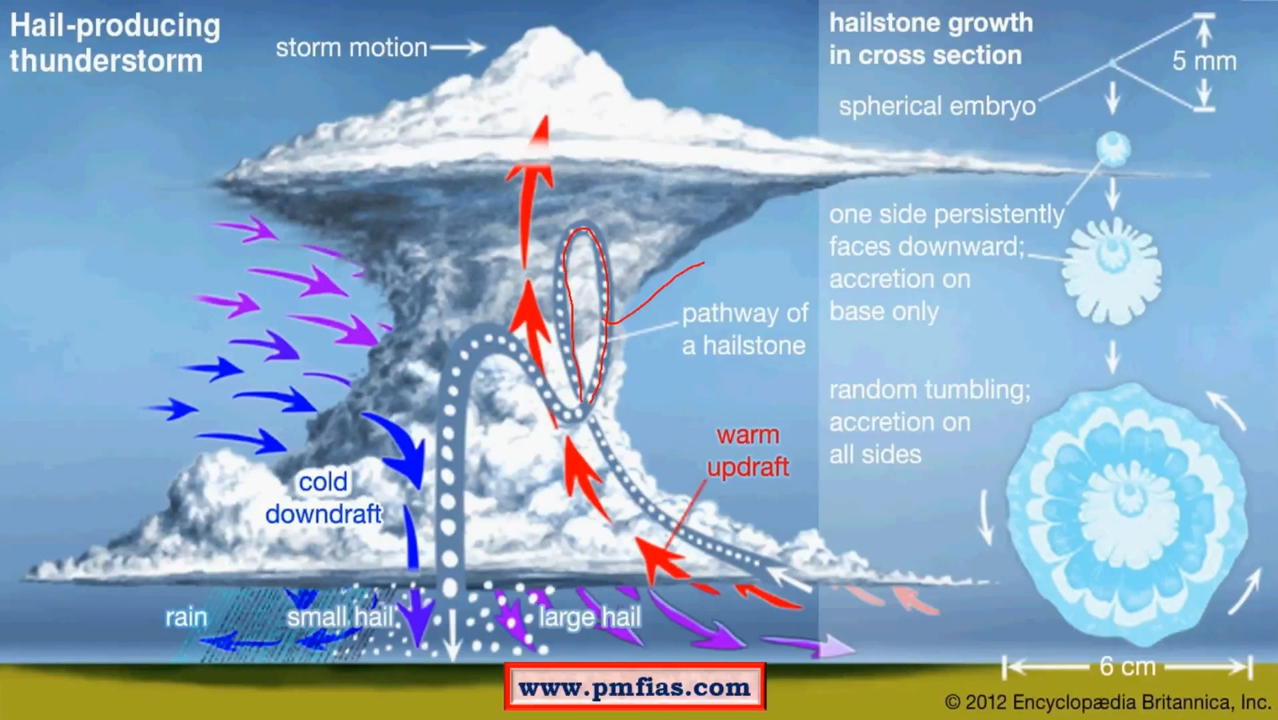 Hail-producing
thunderstorm
storm motion
hailstone growth
in cross section
5 mm
spherical embryo
one side persistently
faces downward;
accretion on
base only
pathway of
a hailstone
random tumbling;
accretion on
all sides
warm
updraft
cold
downdraft
rain
small hail
large hail
6 cm
www.pmfias.com
© 2012 Encyclopædia Britannica, Inc.